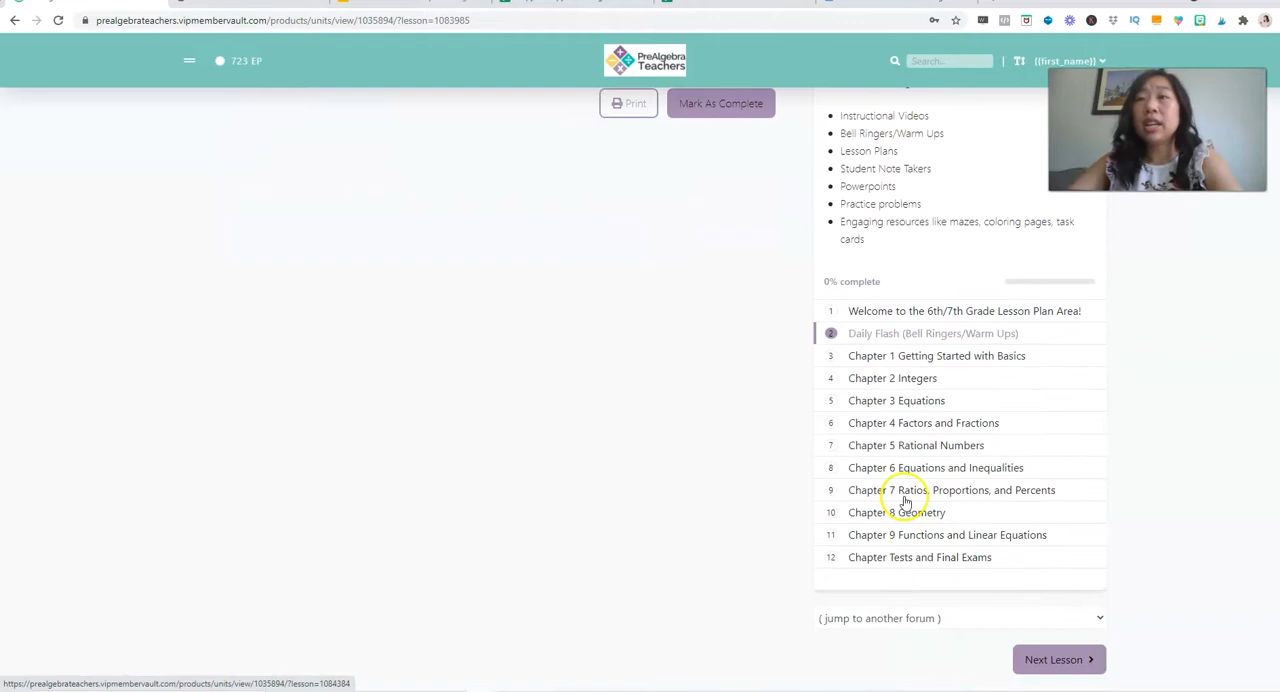 prealgebrateachers.vipmembervault.com/products/units/view/1035894/?lesson=1083985
723 EP
PreAlgebra
Teachers
Search...
((first_name))
Print
Mark As Complete
Instructional Videos
Bell Ringers/Warm Ups
Lesson Plans
Student Note Takers
Powerpoints
Practice problems
Engaging resources like mazes, coloring pages, task
cards
0% complete
1 Welcome to the 6th/7th Grade Lesson Plan Area!
2 Daily Flash (Bell Ringers/Warm Ups)
3 Chapter 1 Getting Started with Basics
4 Chapter 2 Integers
5 Chapter 3 Equations
6 Chapter 4 Factors and Fractions
7 Chapter 5 Rational Numbers
8 Chapter 6 Equations and Inequalities
9 Chapter 7 Ratios, Proportions, and Percents
10 Chapter 8 Geometry
11 Chapter 9 Functions and Linear Equations
12 Chapter Tests and Final Exams
( jump to another forum )
Next Lesson
https://prealgebrateachers.vipmembervault.com/products/units/view/1035894/?lesson=1084384